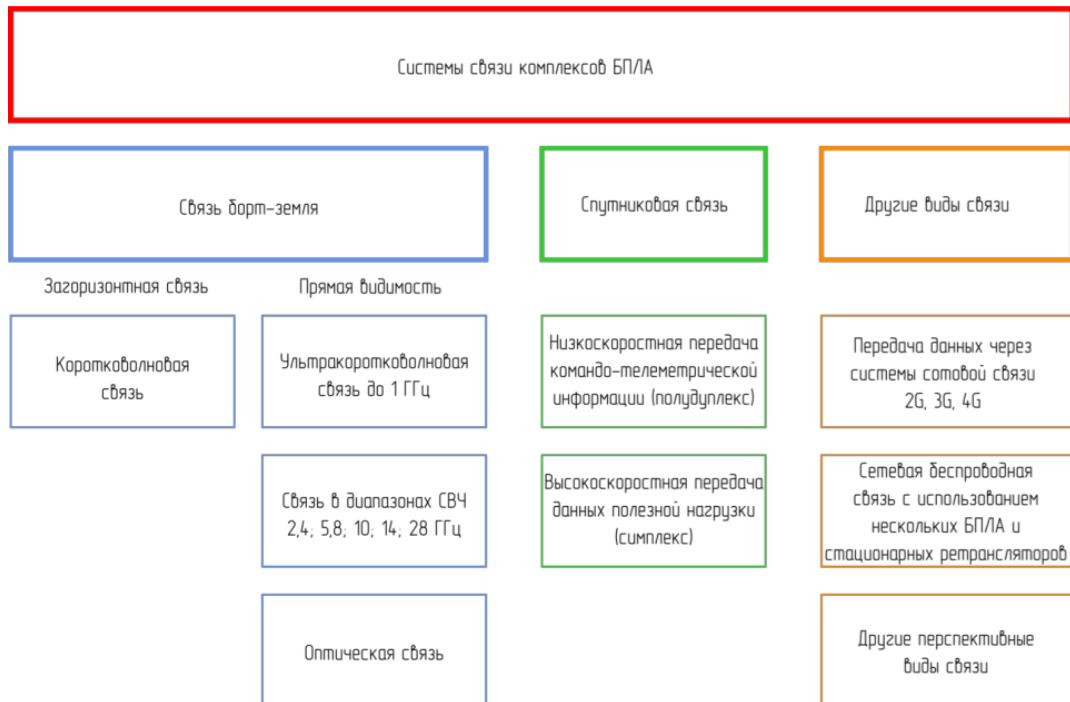 Системы связи комплексов БПЛА
Связь борт-земля
Спутниковая связь
Другие виды связи
Загоризонтная связь
Прямая видимость
Коротковолновая
связь
Ультракоротковолновая
связь до 1 ГГц
Низкоскоростная передача
командо-телеметрической
информации (полудуплекс)
Передача данных через
системы сотовой связи
2G, 3G, 4G
Связь в диапазонах СВЧ
2,4; 5,8; 10; 14; 28 ГГц
Высокоскоростная передача
данных полезной нагрузки
(симплекс)
Сетевая беспроводная
связь с использованием
нескольких БПЛА и
стационарных ретрансляторов
Оптическая связь
Другие перспективные
виды связи